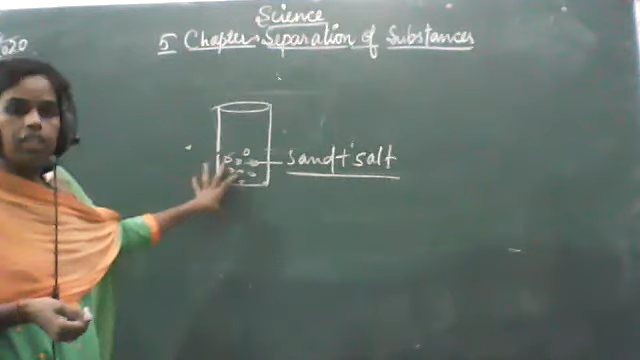 Science
5 Chapter Separation of Substances
Sand + Salt